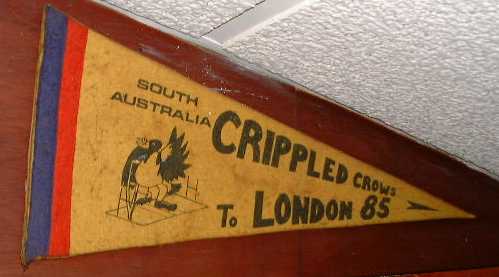 SOUTH
AUSTRALIA
CRIPPLED CROWS
TO LONDON 85